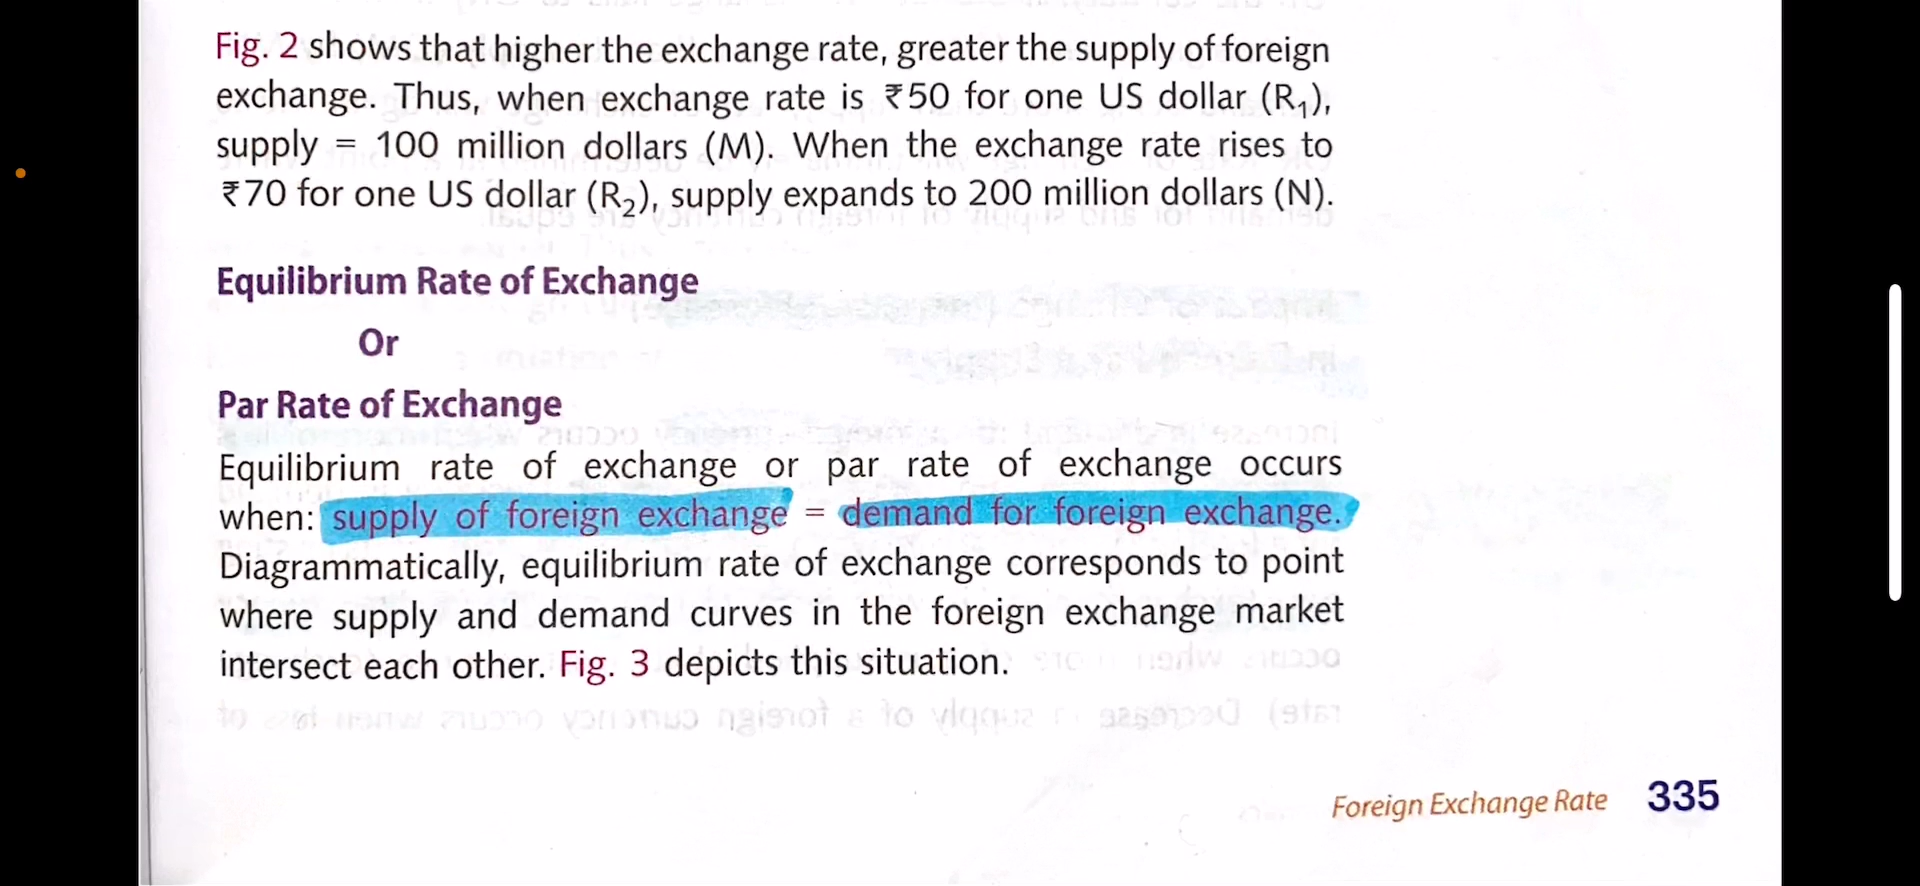 Fig. 2 shows that higher the exchange rate, greater the supply of foreign
exchange. Thus, when exchange rate is ₹50 for one US dollar (R₁),
supply = 100 million dollars (M). When the exchange rate rises to
₹70 for one US dollar (R₂), supply expands to 200 million dollars (N).
Equilibrium Rate of Exchange
Or
Par Rate of Exchange
Equilibrium rate of exchange or par rate of exchange occurs
when: supply of foreign exchange = demand for foreign exchange.
Diagrammatically, equilibrium rate of exchange corresponds to point
where supply and demand curves in the foreign exchange market
intersect each other. Fig. 3 depicts this situation.
Foreign Exchange Rate 335